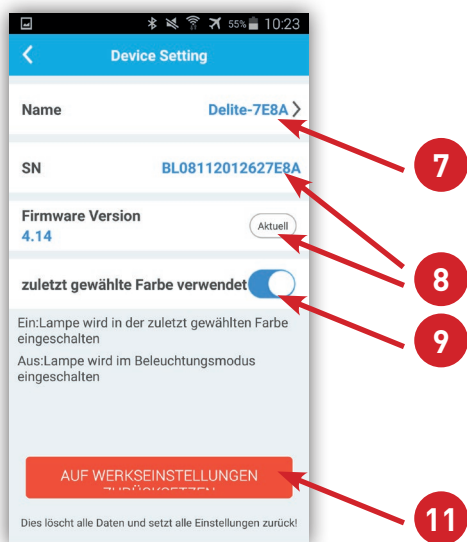 55% 10:23
Device Setting
Name Delite-7E8A
7
SN BL08112012627E8A
Firmware Version
4.14
Aktuell
8
zuletzt gewählte Farbe verwendet
9
Ein:Lampe wird in der zuletzt gewählten Farbe
eingeschalten
Aus:Lampe wird im Beleuchtungsmodus
eingeschalten
AUF WERKSEINSTELLUNGEN
ZURÜCKSETZEN
11
Dies löscht alle Daten und setzt alle Einstellungen zurück!